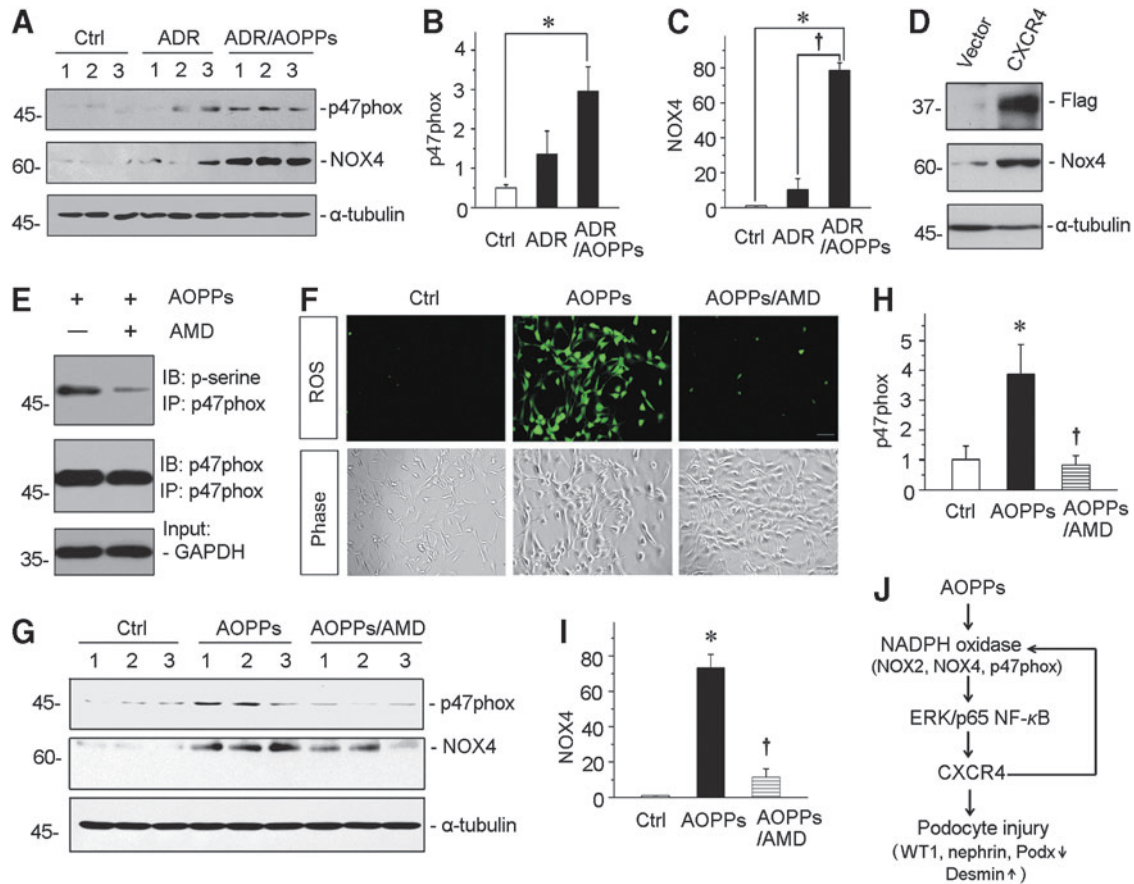 A
Ctrl ADR ADR/AOPPs
1 2 3 1 2 3 1 2 3
45- -p47phox
60- -NOX4
45- -α-tubulin
B
p47phox
4
3
2
1
0
*
Ctrl ADR ADR
/AOPPs
C
NOX4
80
60
40
20
0
*
†
Ctrl ADR ADR
/AOPPs
D
Vector CXCR4
37- - Flag
60- - Nox4
45- - α-tubulin
E
+ + AOPPs
— + AMD
IB: p-serine
45- IP: p47phox
IB: p47phox
45- IP: p47phox
Input:
35- - GAPDH
F
Ctrl AOPPs AOPPs/AMD
ROS
Phase
G
Ctrl AOPPs AOPPs/AMD
1 2 3 1 2 3 1 2 3
45- - p47phox
60- - NOX4
45- - α-tubulin
H
p47phox
5
4
3
2
1
0
*
†
Ctrl AOPPs AOPPs
/AMD
I
NOX4
80
60
40
20
0
*
†
Ctrl AOPPs AOPPs
/AMD
J
AOPPs
NADPH oxidase
(NOX2, NOX4, p47phox)
ERK/p65 NF-κB
CXCR4
Podocyte injury
(WT1, nephrin, Podx↓
Desmin↑)